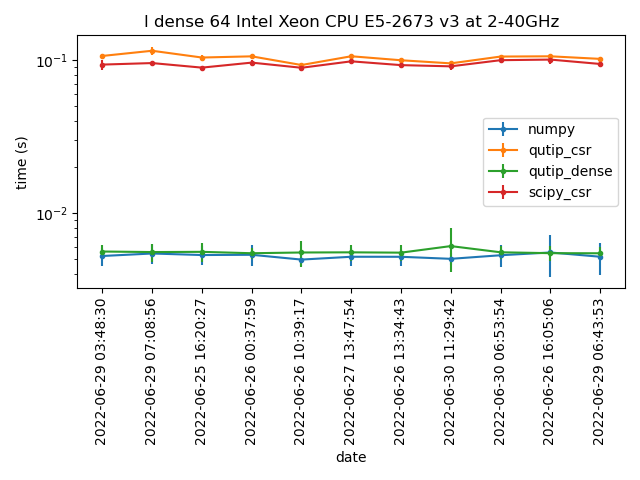 l dense 64 Intel Xeon CPU E5-2673 v3 at 2-40GHz
time (s)
10⁻¹
10⁻²
numpy
qutip_csr
qutip_dense
scipy_csr
2022-06-29 03:48:30
2022-06-29 07:08:56
2022-06-25 16:20:27
2022-06-26 00:37:59
2022-06-26 10:39:17
2022-06-27 13:47:54
2022-06-26 13:34:43
2022-06-30 11:29:42
2022-06-30 06:53:54
2022-06-26 16:05:06
2022-06-29 06:43:53
date